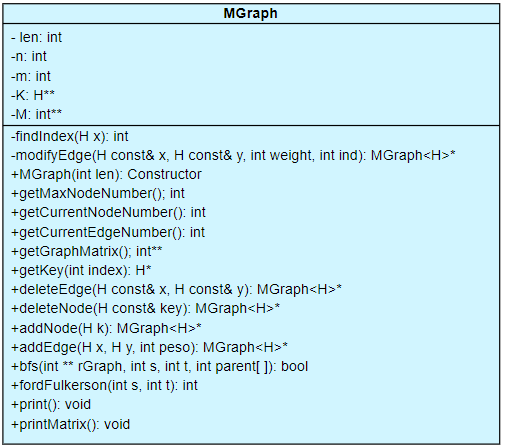 MGraph
- len: int
-n: int
-m: int
-K: H**
-M: int**
-findIndex(H x): int
-modifyEdge(H const& x, H const& y, int weight, int ind): MGraph<H>*
+MGraph(int len): Constructor
+getMaxNodeNumber(); int
+getCurrentNodeNumber(): int
+getCurrentEdgeNumber(): int
+getGraphMatrix(); int**
+getKey(int index): H*
+deleteEdge(H const& x, H const& y): MGraph<H>*
+deleteNode(H const& key): MGraph<H>*
+addNode(H k): MGraph<H>*
+addEdge(H x, H y, int peso): MGraph<H>*
+bfs(int ** rGraph, int s, int t, int parent[ ]): bool
+fordFulkerson(int s, int t): int
+print(): void
+printMatrix(): void